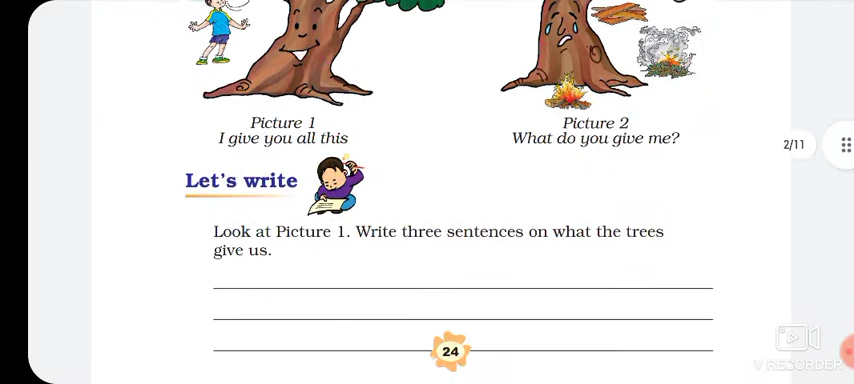 Picture 1
I give you all this
Picture 2
What do you give me?
2/11
Let's write
Look at Picture 1. Write three sentences on what the trees
give us.
24
V RECORDER